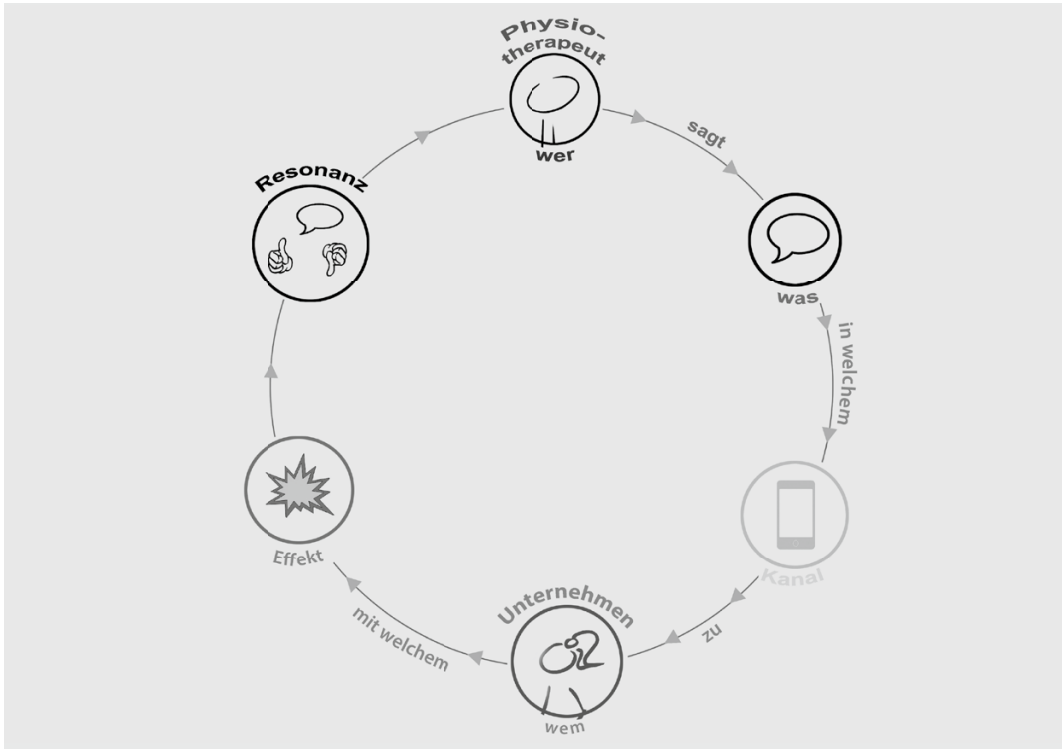 Physio-
therapeut
wer
sagt
was
in welchem
Kanal
zu
Unternehmen
wem
mit welchem
Effekt
Resonanz